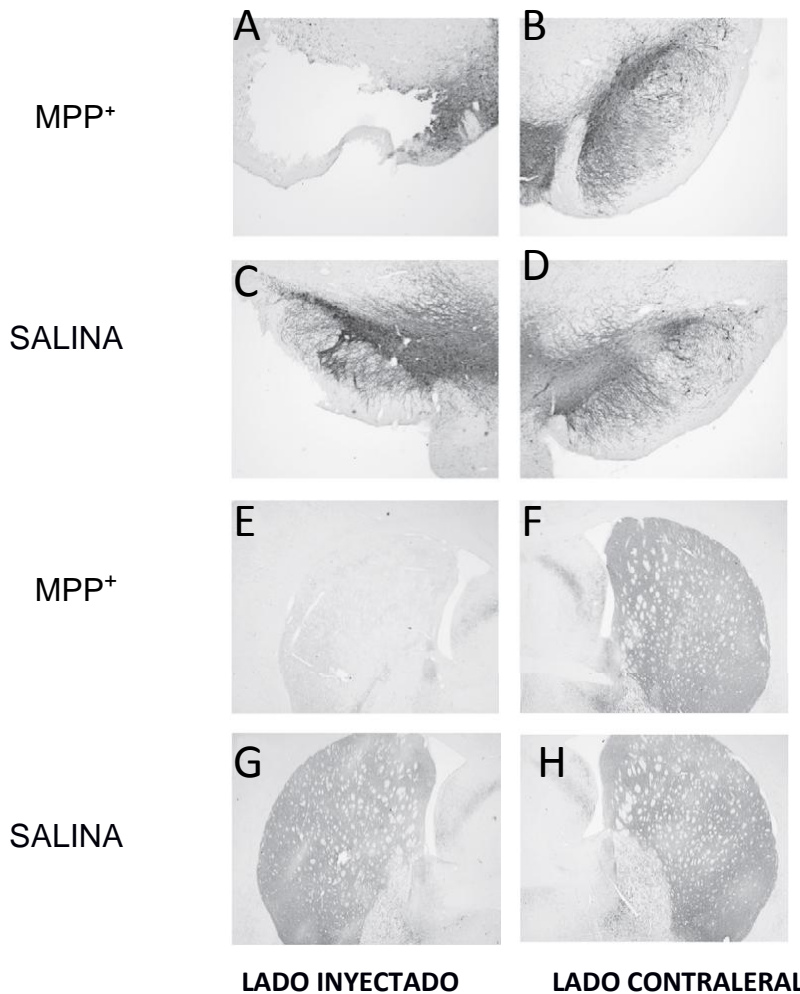 A
B
MPP⁺
C
D
SALINA
E
F
MPP⁺
G
H
SALINA
LADO INYECTADO
LADO CONTRALERAL